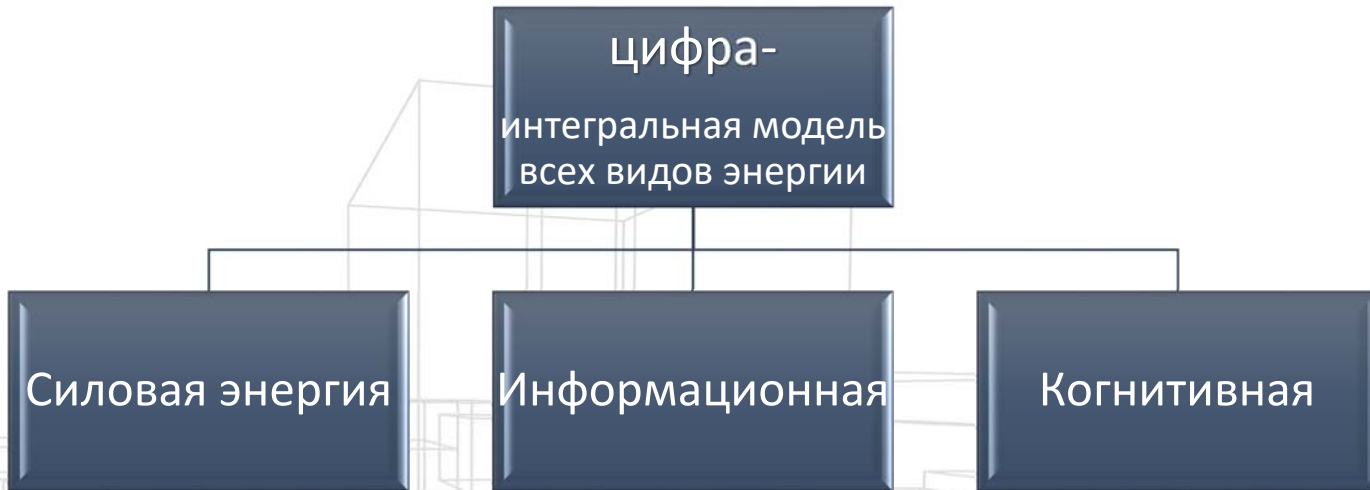 цифра-
интегральная модель
всех видов энергии
Силовая энергия
Информационная
Когнитивная